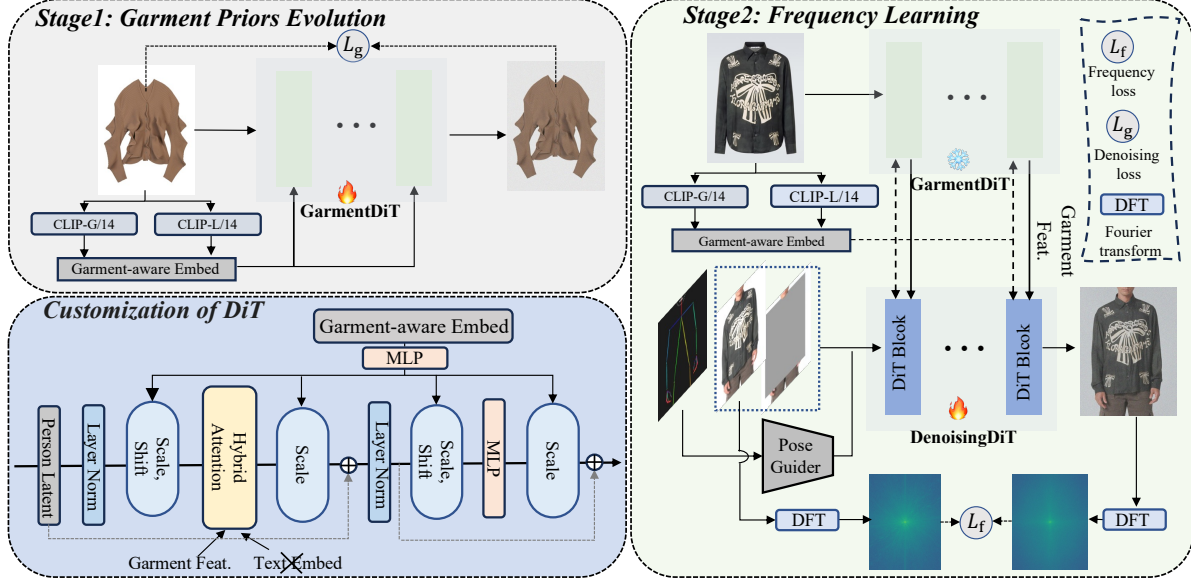 Stage1: Garment Priors Evolution
L_g
GarmentDiT
CLIP-G/14
CLIP-L/14
Garment-aware Embed
Customization of DiT
Garment-aware Embed
MLP
Person Latent
Layer Norm
Scale,
Shift
Hybrid
Attention
Scale
Layer Norm
Scale,
Shift
MLP
Scale
Garment Feat.
Text Embed
Stage2: Frequency Learning
GarmentDiT
CLIP-G/14
CLIP-L/14
Garment-aware Embed
Garment
Feat.
DiT Blcok
DiT Blcok
DenoisingDiT
Pose
Guider
DFT
L_f
DFT
L_f
Frequency
loss
L_g
Denoising
loss
DFT
Fourier
transform